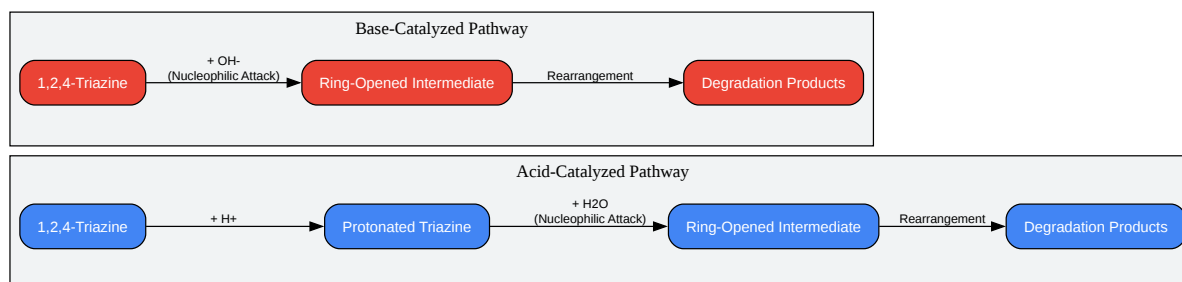 Base-Catalyzed Pathway
1,2,4-Triazine
+ OH-
(Nucleophilic Attack)
Ring-Opened Intermediate
Rearrangement
Degradation Products
Acid-Catalyzed Pathway
1,2,4-Triazine
+ H+
Protonated Triazine
+ H2O
(Nucleophilic Attack)
Ring-Opened Intermediate
Rearrangement
Degradation Products